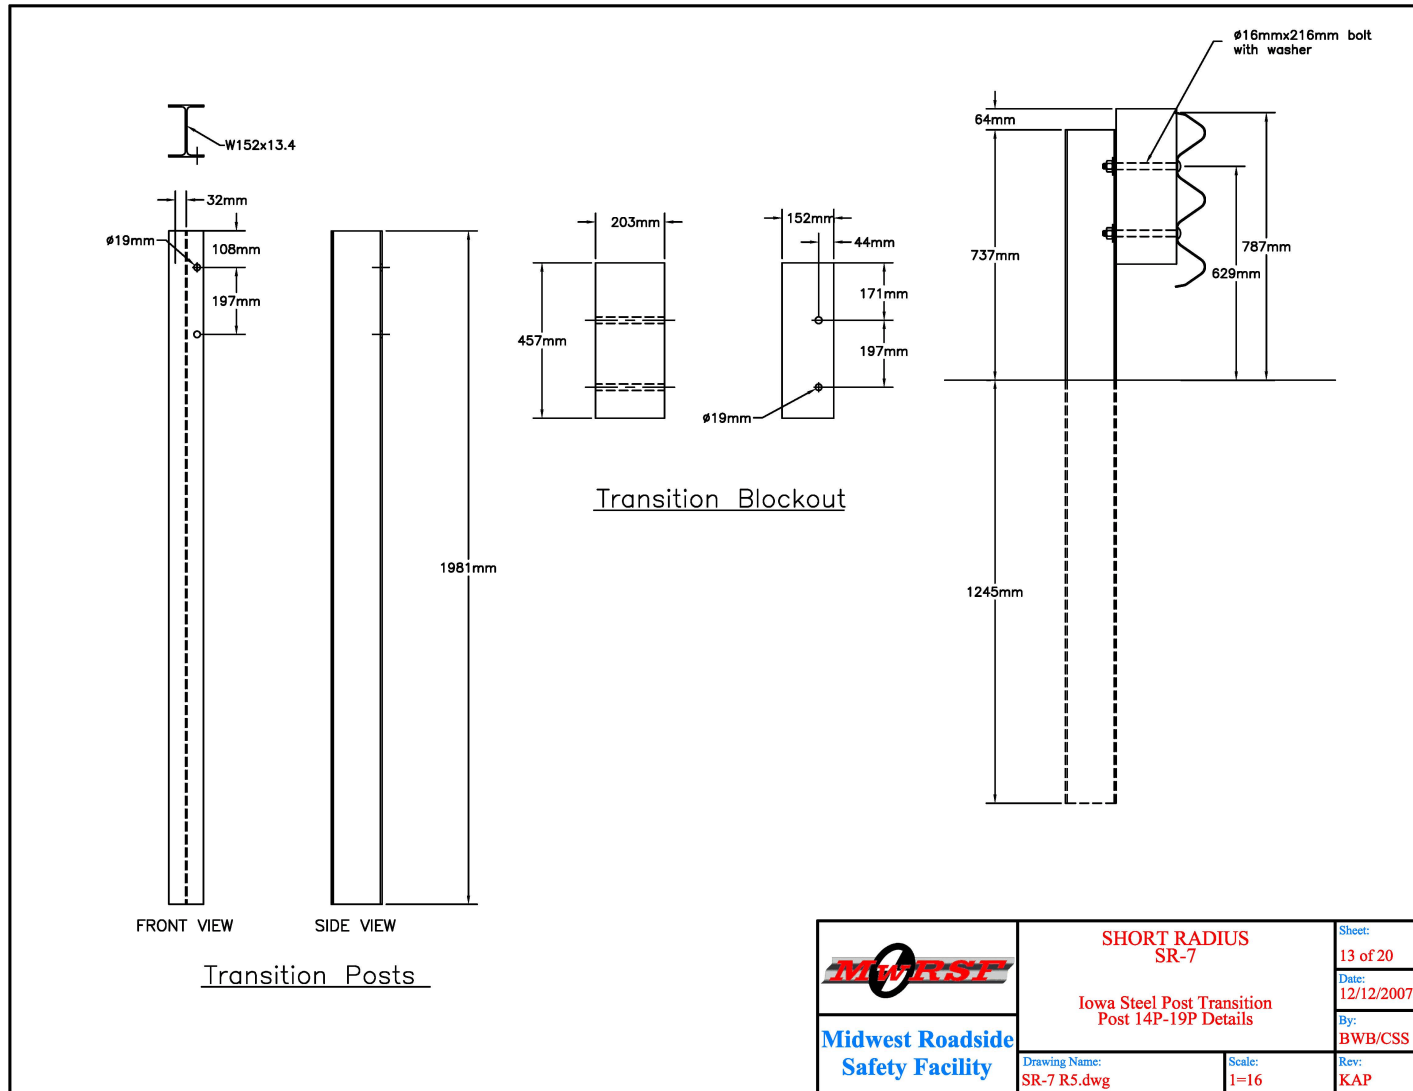 W152x13.4
32mm
ø19mm
108mm
197mm
FRONT VIEW
SIDE VIEW
1981mm
Transition Posts
203mm
457mm
152mm
44mm
171mm
197mm
ø19mm
Transition Blockout
ø16mmx216mm bolt
with washer
64mm
737mm
787mm
629mm
1245mm
MwRSF
Midwest Roadside
Safety Facility
SHORT RADIUS
SR-7
Iowa Steel Post Transition
Post 14P-19P Details
Drawing Name:
SR-7 R5.dwg
Scale:
1=16
Sheet:
13 of 20
Date:
12/12/2007
By:
BWB/CSS
Rev:
KAP